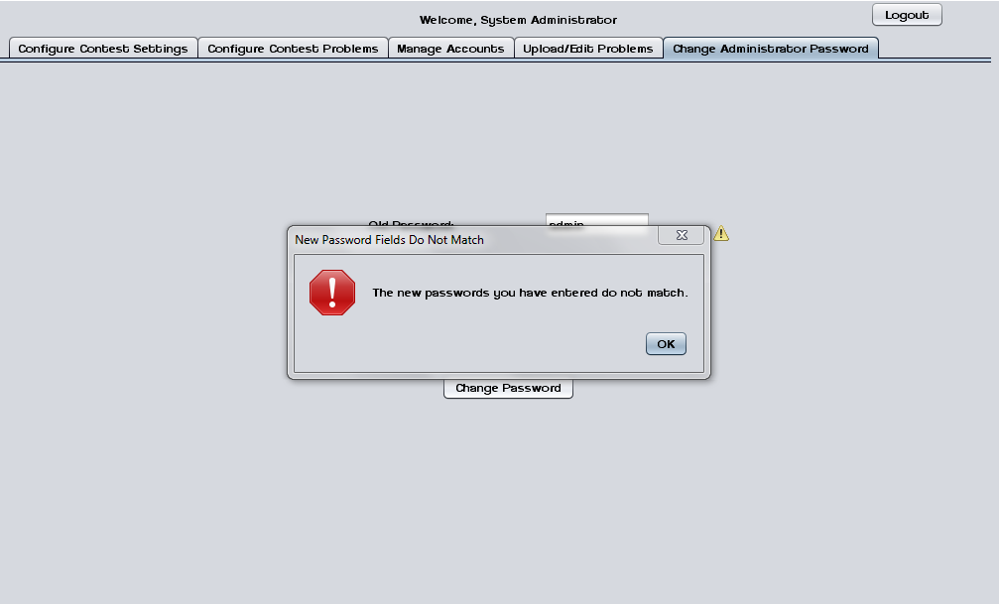 Welcome, System Administrator
Logout
Configure Contest Settings
Configure Contest Problems
Manage Accounts
Upload/Edit Problems
Change Administrator Password
Old Password:
admin
New Password Fields Do Not Match
The new passwords you have entered do not match.
OK
Change Password